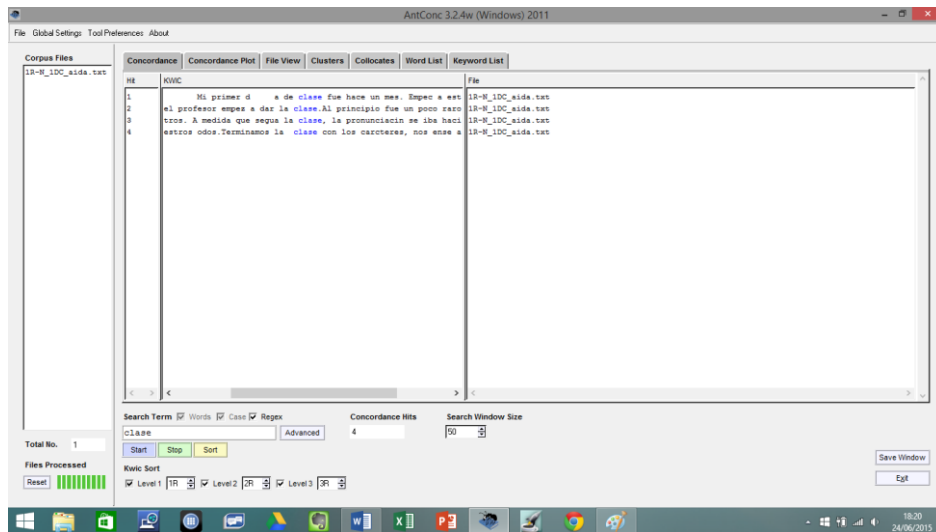 AntConc 3.2.4w (Windows) 2011
File Global Settings Tool Preferences About
Corpus Files
1R-N_1DC_aida.txt
Concordance Concordance Plot File View Clusters Collocates Word List Keyword List
Hit KWIC File
1 Mi primer d a de clase fue hace un mes. Empec a est 1R-N_1DC_aida.txt
2 el profesor empez a dar la clase.Al principio fue un poco raro 1R-N_1DC_aida.txt
3 tros. A medida que segua la clase, la pronunciacin se iba haci 1R-N_1DC_aida.txt
4 estros odos.Terminamos la clase con los carcteres, nos ense a 1R-N_1DC_aida.txt
Search Term Words Case Regex Concordance Hits Search Window Size
clase Advanced 4 50
Total No. 1
Start Stop Sort
Files Processed
Kwic Sort
Save Window
Reset Level 1 1R Level 2 2R Level 3 3R
Exit
18:20
24/06/2015